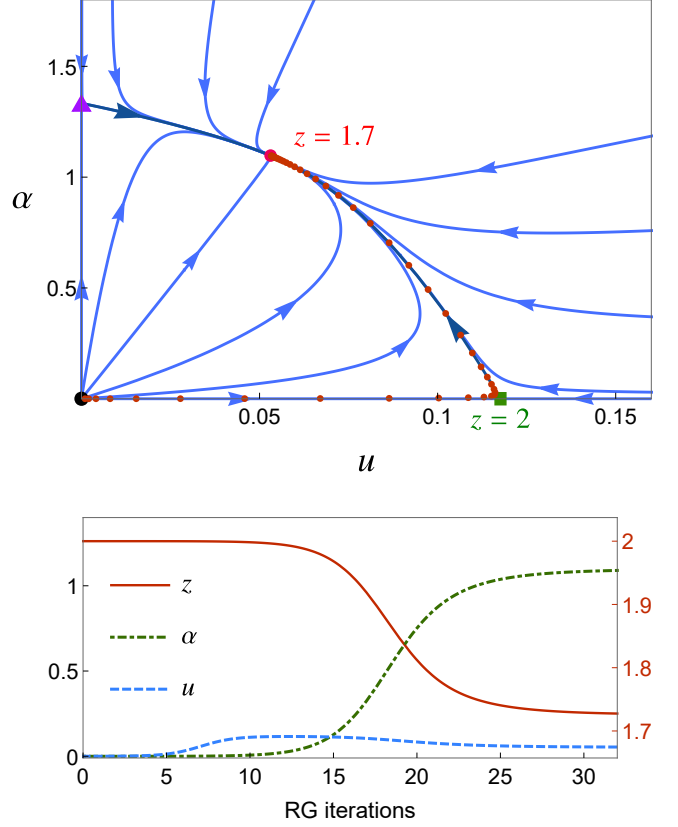 1.5
z = 1.7
1
α
0.5
0.05 0.1 0.15
z = 2
u
2
1 z 1.9
α
0.5 1.8
u
1.7
0
0 5 10 15 20 25 30
RG iterations